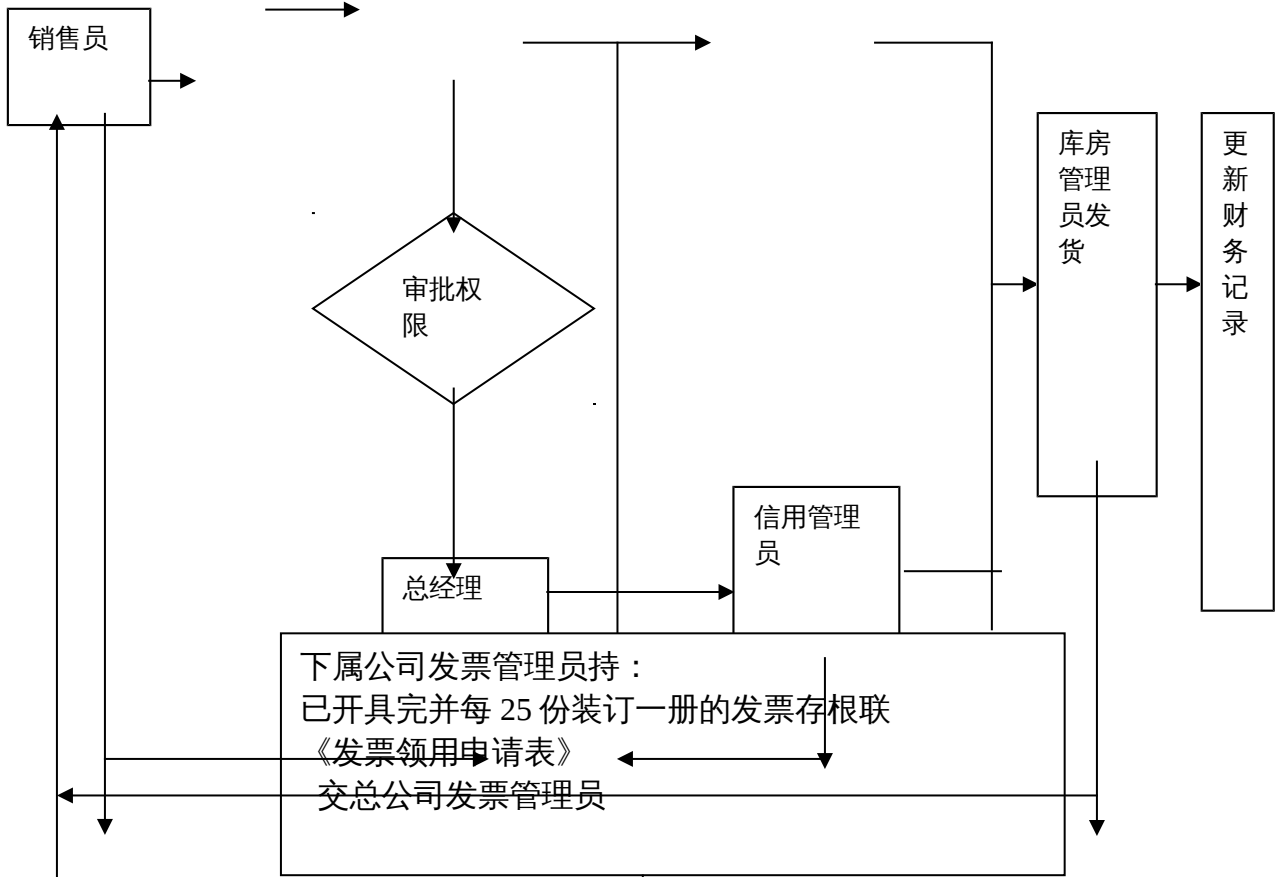 销售员
库房
管理
员发
货
更
新
财
务
记
录
审批权
限
信用管理
员
总经理
下属公司发票管理员持：
已开具完并每 25 份装订一册的发票存根联
《发票领用申请表》
交总公司发票管理员